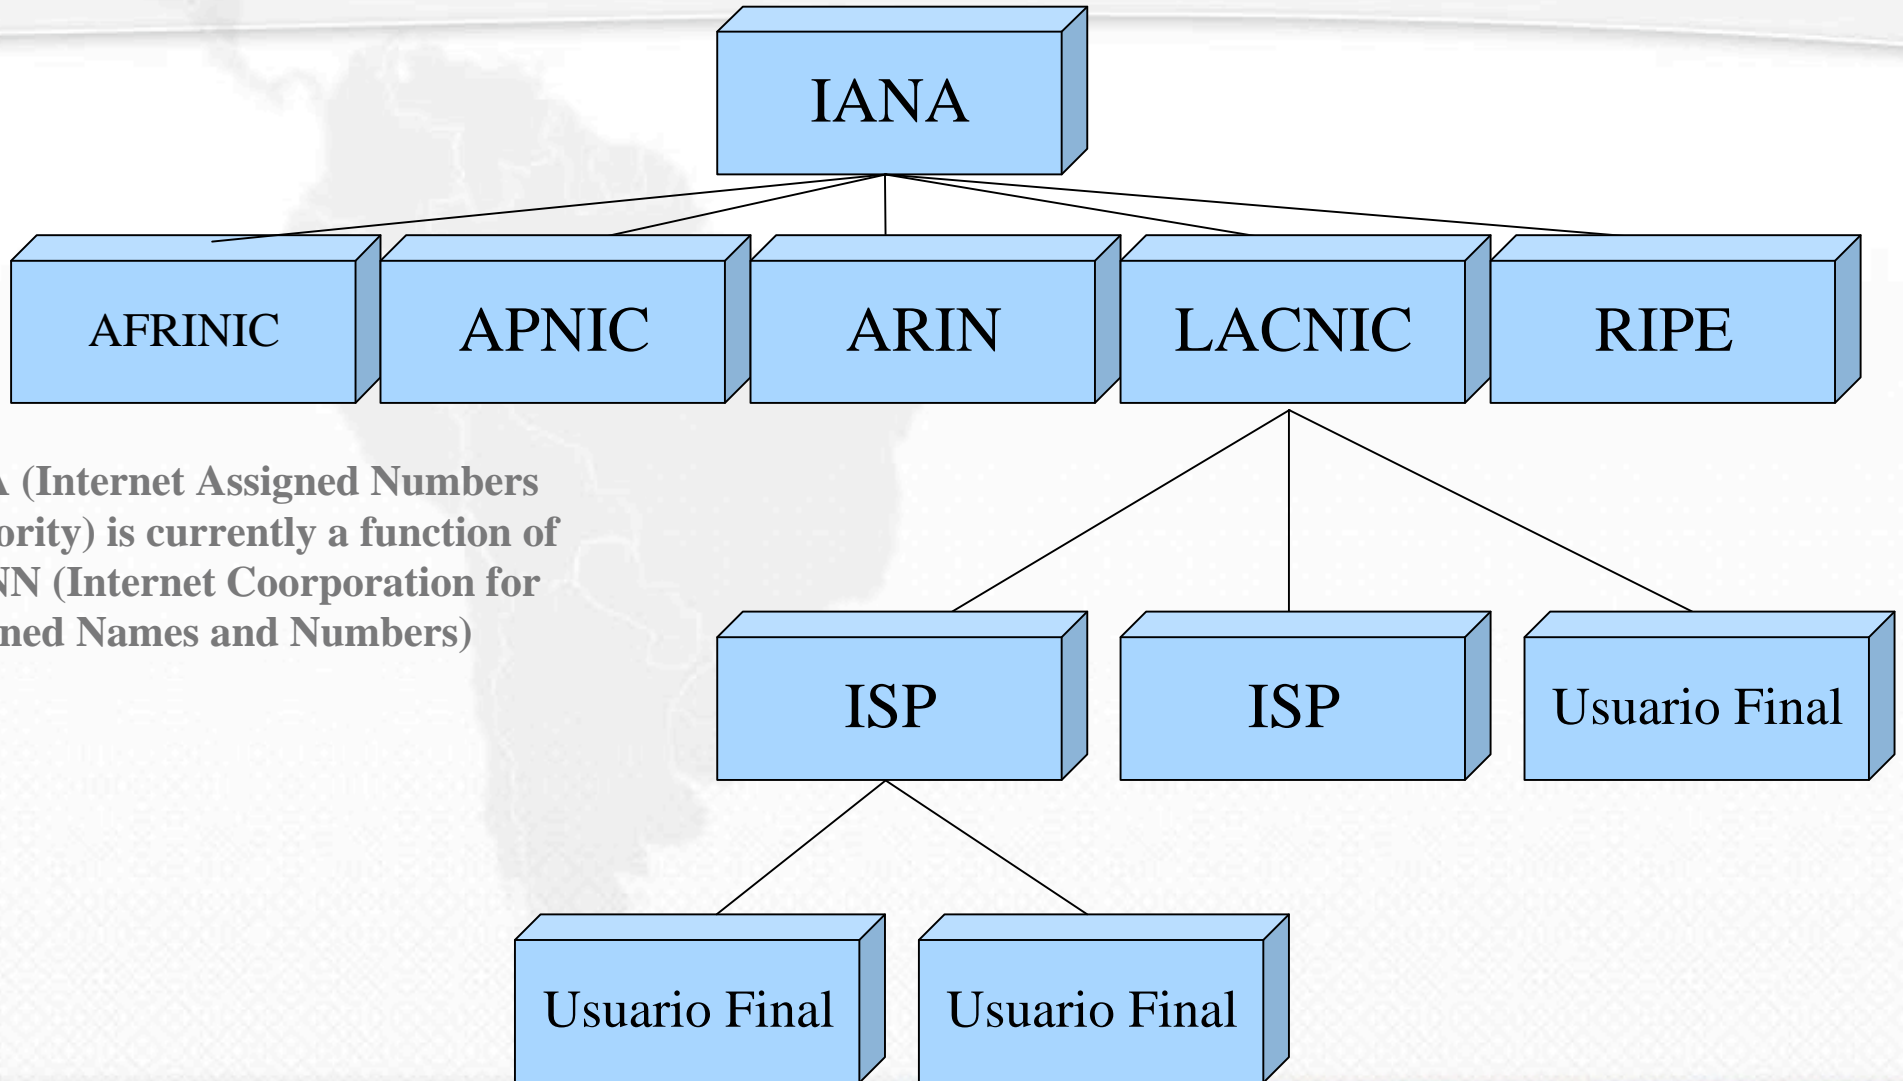 IANA
AFRINIC
APNIC
ARIN
LACNIC
RIPE
A (Internet Assigned Numbers
ority) is currently a function of
NN (Internet Coorporation for
ned Names and Numbers)
ISP
ISP
Usuario Final
Usuario Final
Usuario Final